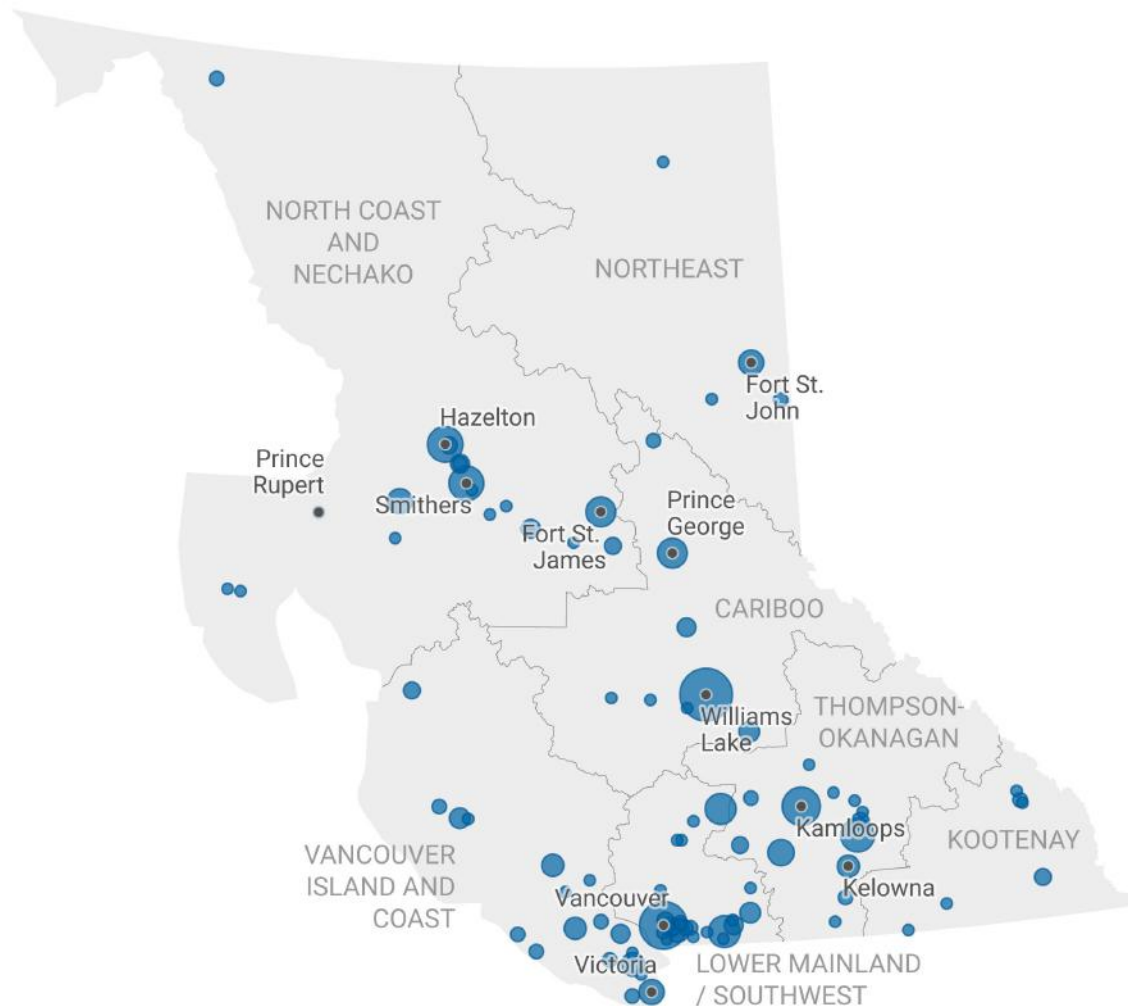 NORTH COAST
AND
NECHAKO
NORTHEAST
Fort St.
John
Hazelton
Prince
Rupert
Smithers
Fort St.
James
Prince
George
CARIBOO
Williams
Lake
THOMPSON-
OKANAGAN
Kamloops
KOOTENAY
VANCOUVER
ISLAND AND
COAST
Kelowna
Vancouver
Victoria
LOWER MAINLAND
/ SOUTHWEST